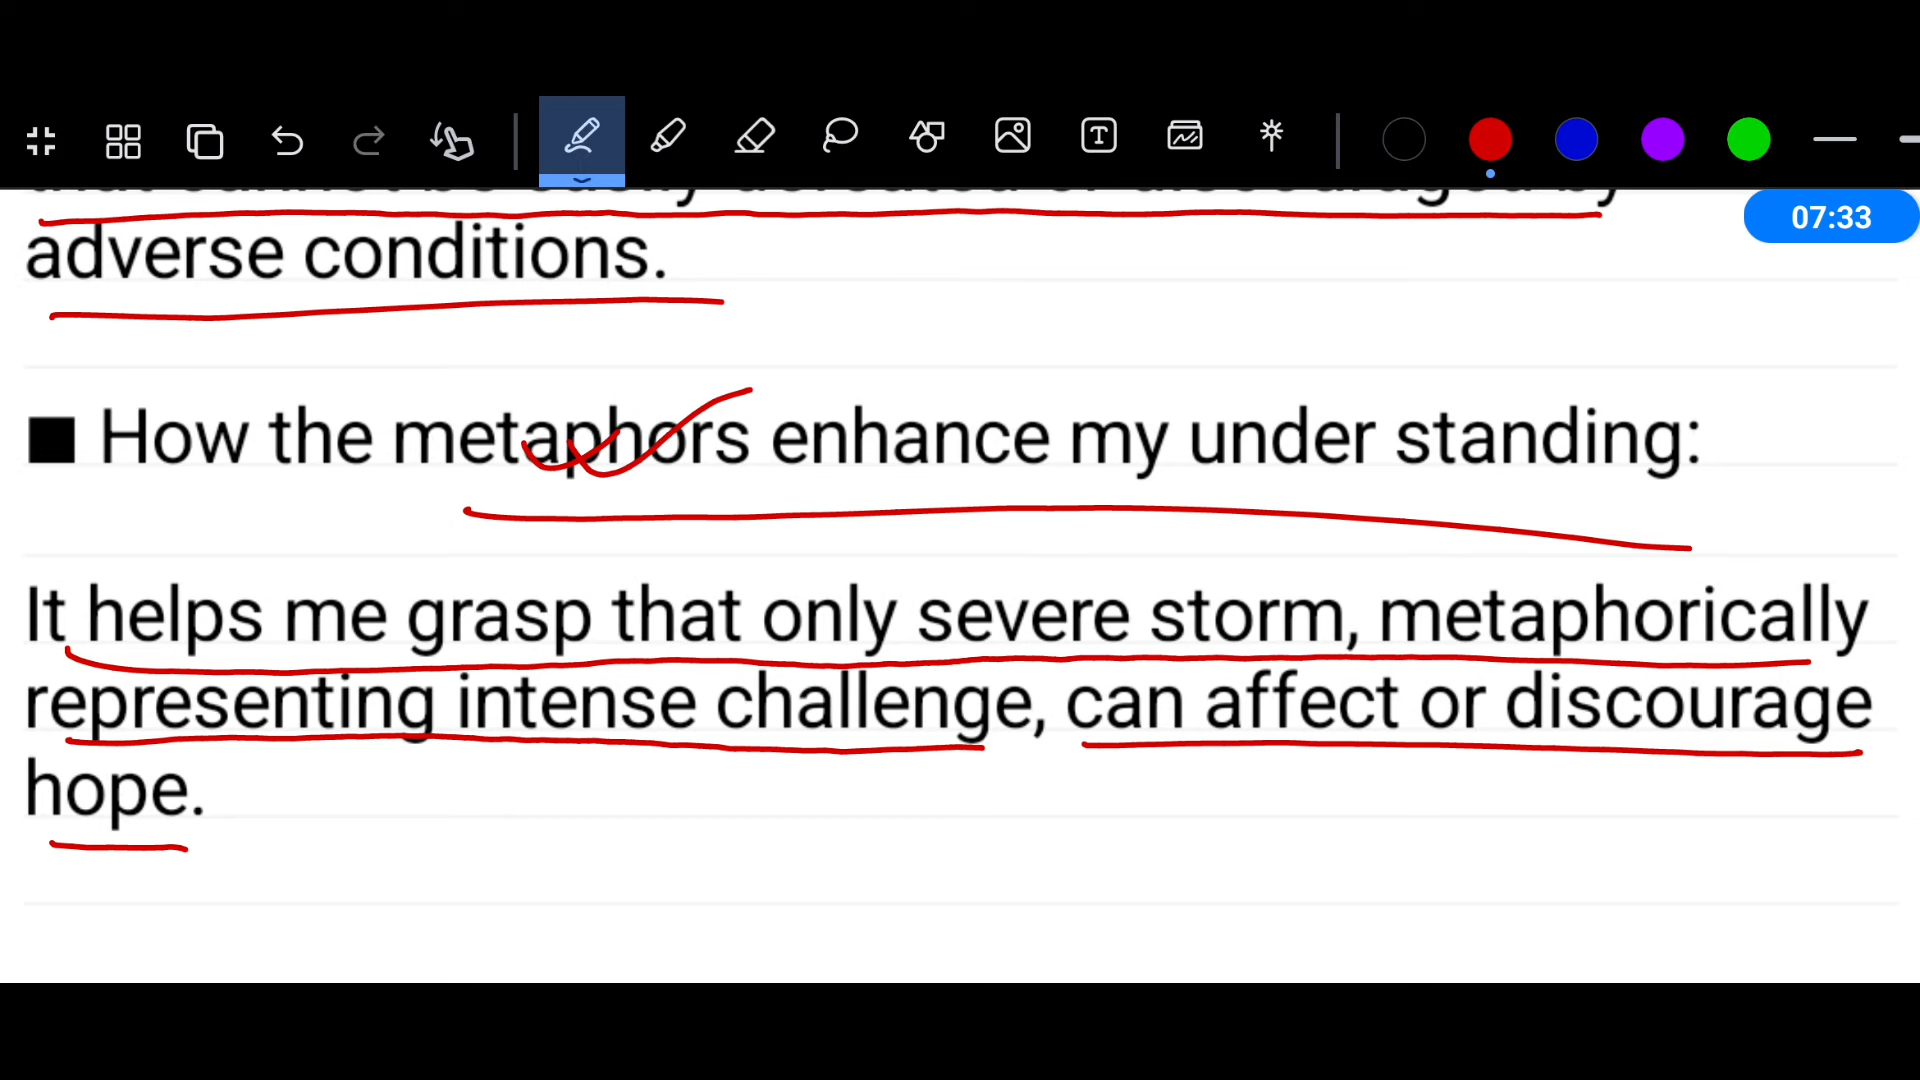 07:33
adverse conditions.
■ How the metaphors enhance my under standing:
It helps me grasp that only severe storm, metaphorically
representing intense challenge, can affect or discourage
hope.